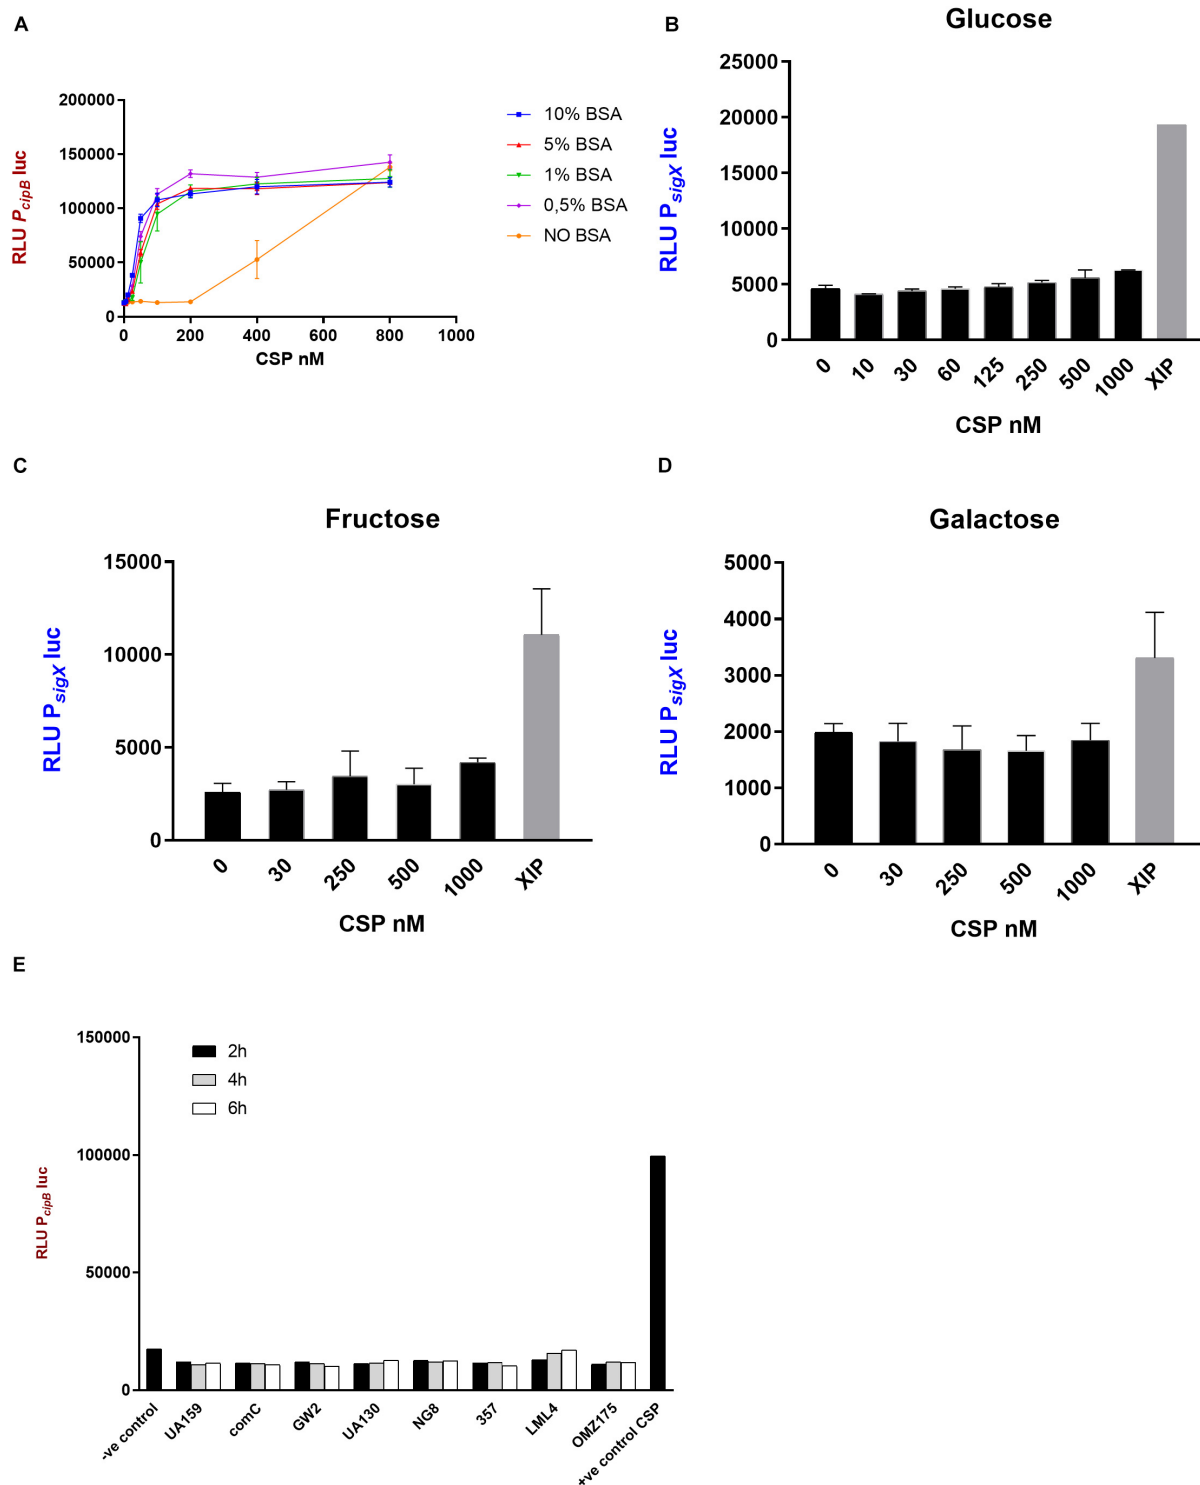 A
200000
150000
100000
50000
0
RLU PcipB luc
0 200 400 600 800 1000
CSP nM
10% BSA
5% BSA
1% BSA
0,5% BSA
NO BSA
B
Glucose
25000
20000
15000
10000
5000
0
RLU PsigX luc
0 10 30 60 125 250 500 1000 XIP
CSP nM
C
Fructose
15000
10000
5000
0
RLU PsigX luc
0 30 250 500 1000 XIP
CSP nM
D
Galactose
5000
4000
3000
2000
1000
0
RLU PsigX luc
0 30 250 500 1000 XIP
CSP nM
E
150000
100000
50000
0
RLU PcipB luc
2h
4h
6h
-ve control UA159 comC GW2 UA130 NG8 357 LML4 OMZ175 +ve control CSP